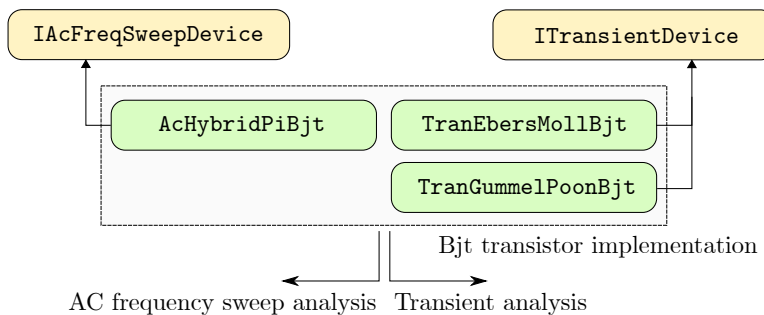 IAcFreqSweepDevice
ITransientDevice
AcHybridPiBjt
TranEbersMollBjt
TranGummelPoonBjt
Bjt transistor implementation
AC frequency sweep analysis
Transient analysis